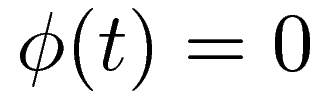 ϕ(t) = 0